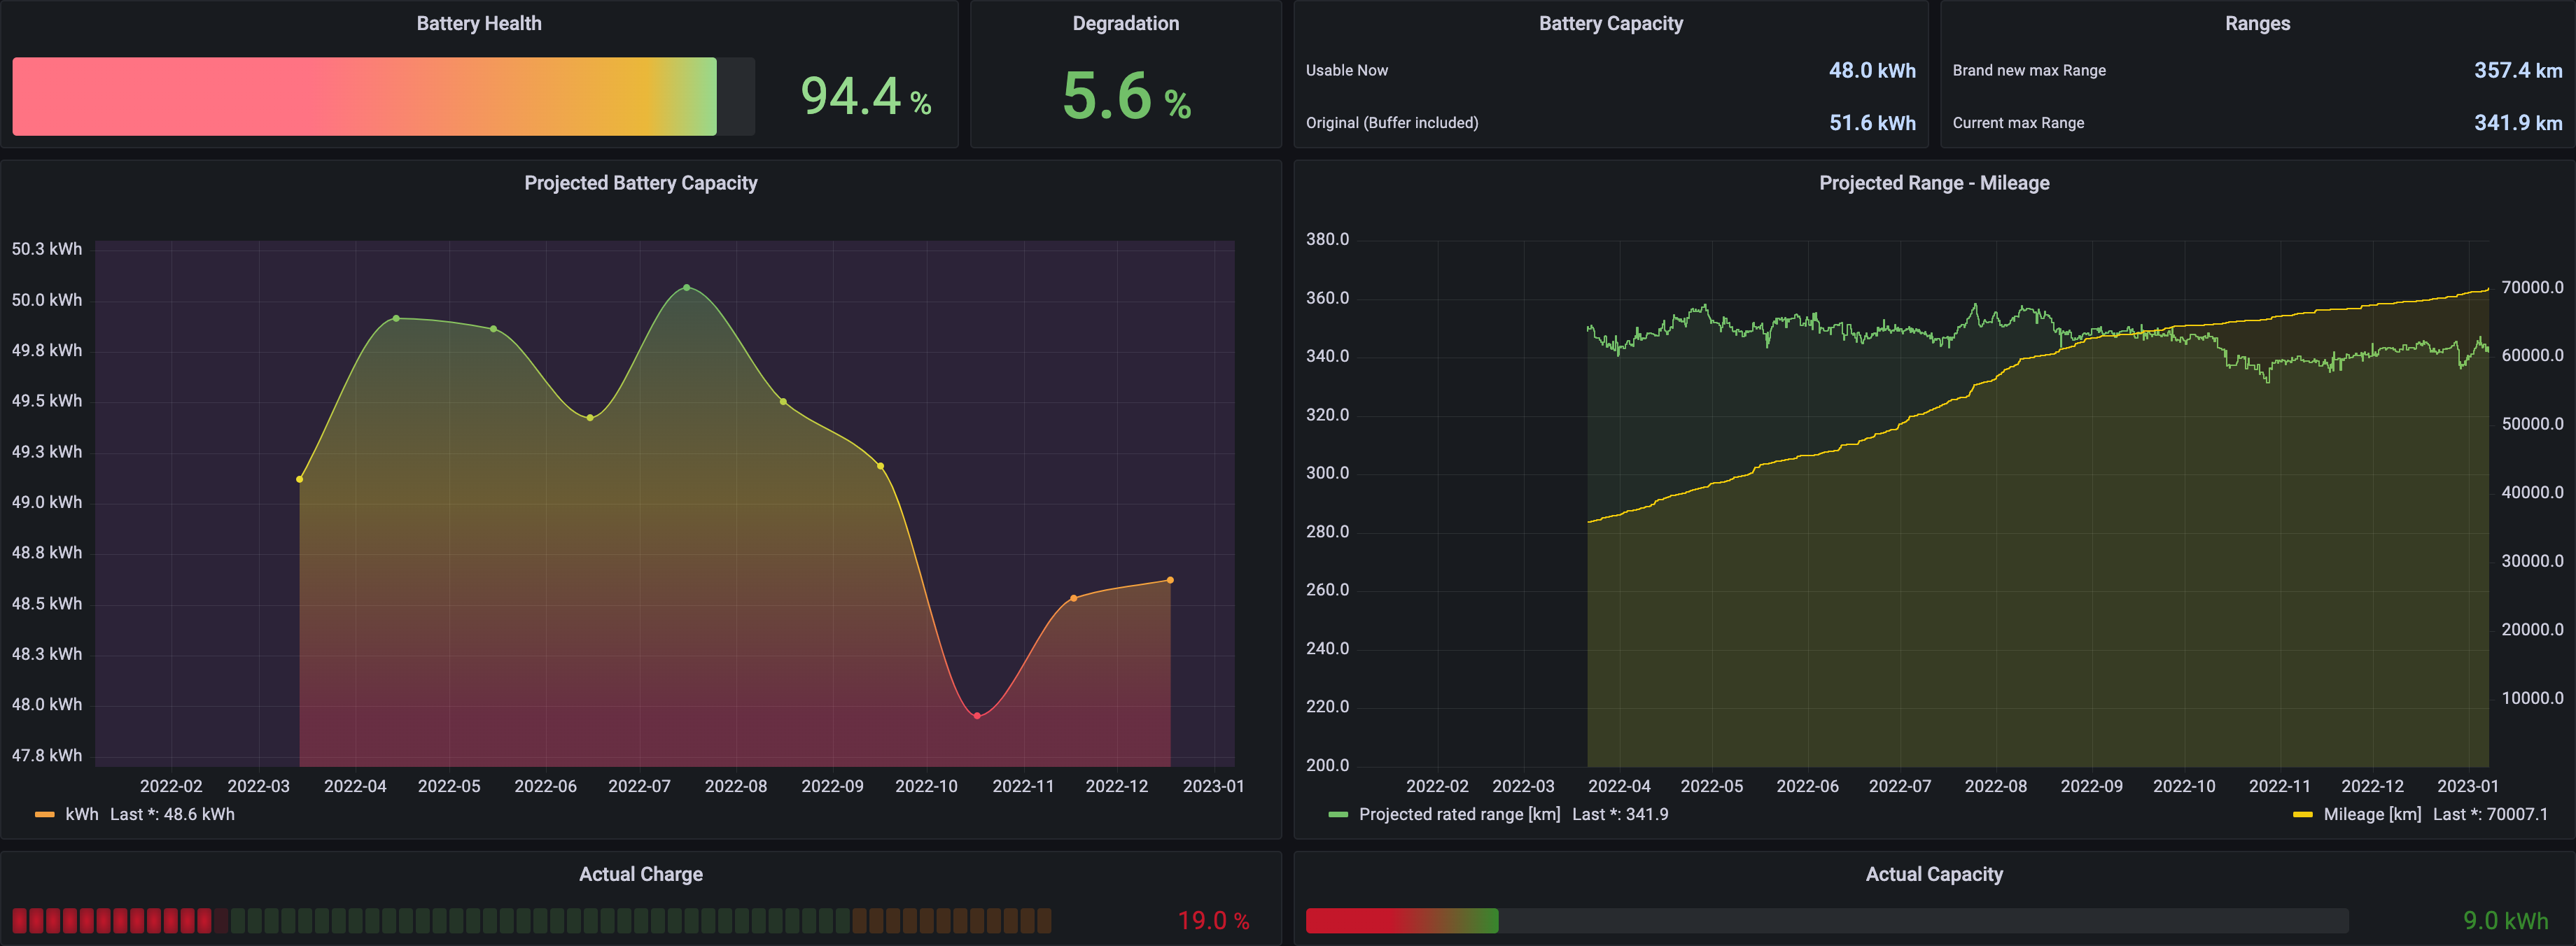 Battery Health
94.4 %
Degradation
5.6 %
Battery Capacity
Usable Now 48.0 kWh
Original (Buffer included) 51.6 kWh
Ranges
Brand new max Range 357.4 km
Current max Range 341.9 km
Projected Battery Capacity
50.3 kWh
50.0 kWh
49.8 kWh
49.5 kWh
49.3 kWh
49.0 kWh
48.8 kWh
48.5 kWh
48.3 kWh
48.0 kWh
47.8 kWh
2022-02 2022-03 2022-04 2022-05 2022-06 2022-07 2022-08 2022-09 2022-10 2022-11 2022-12 2023-01
kWh Last *: 48.6 kWh
Projected Range - Mileage
380.0
360.0
340.0
320.0
300.0
280.0
260.0
240.0
220.0
200.0
70000.0
60000.0
50000.0
40000.0
30000.0
20000.0
10000.0
2022-02 2022-03 2022-04 2022-05 2022-06 2022-07 2022-08 2022-09 2022-10 2022-11 2022-12 2023-01
Projected rated range [km] Last *: 341.9 Mileage [km] Last *: 70007.1
Actual Charge
19.0 %
Actual Capacity
9.0 kWh